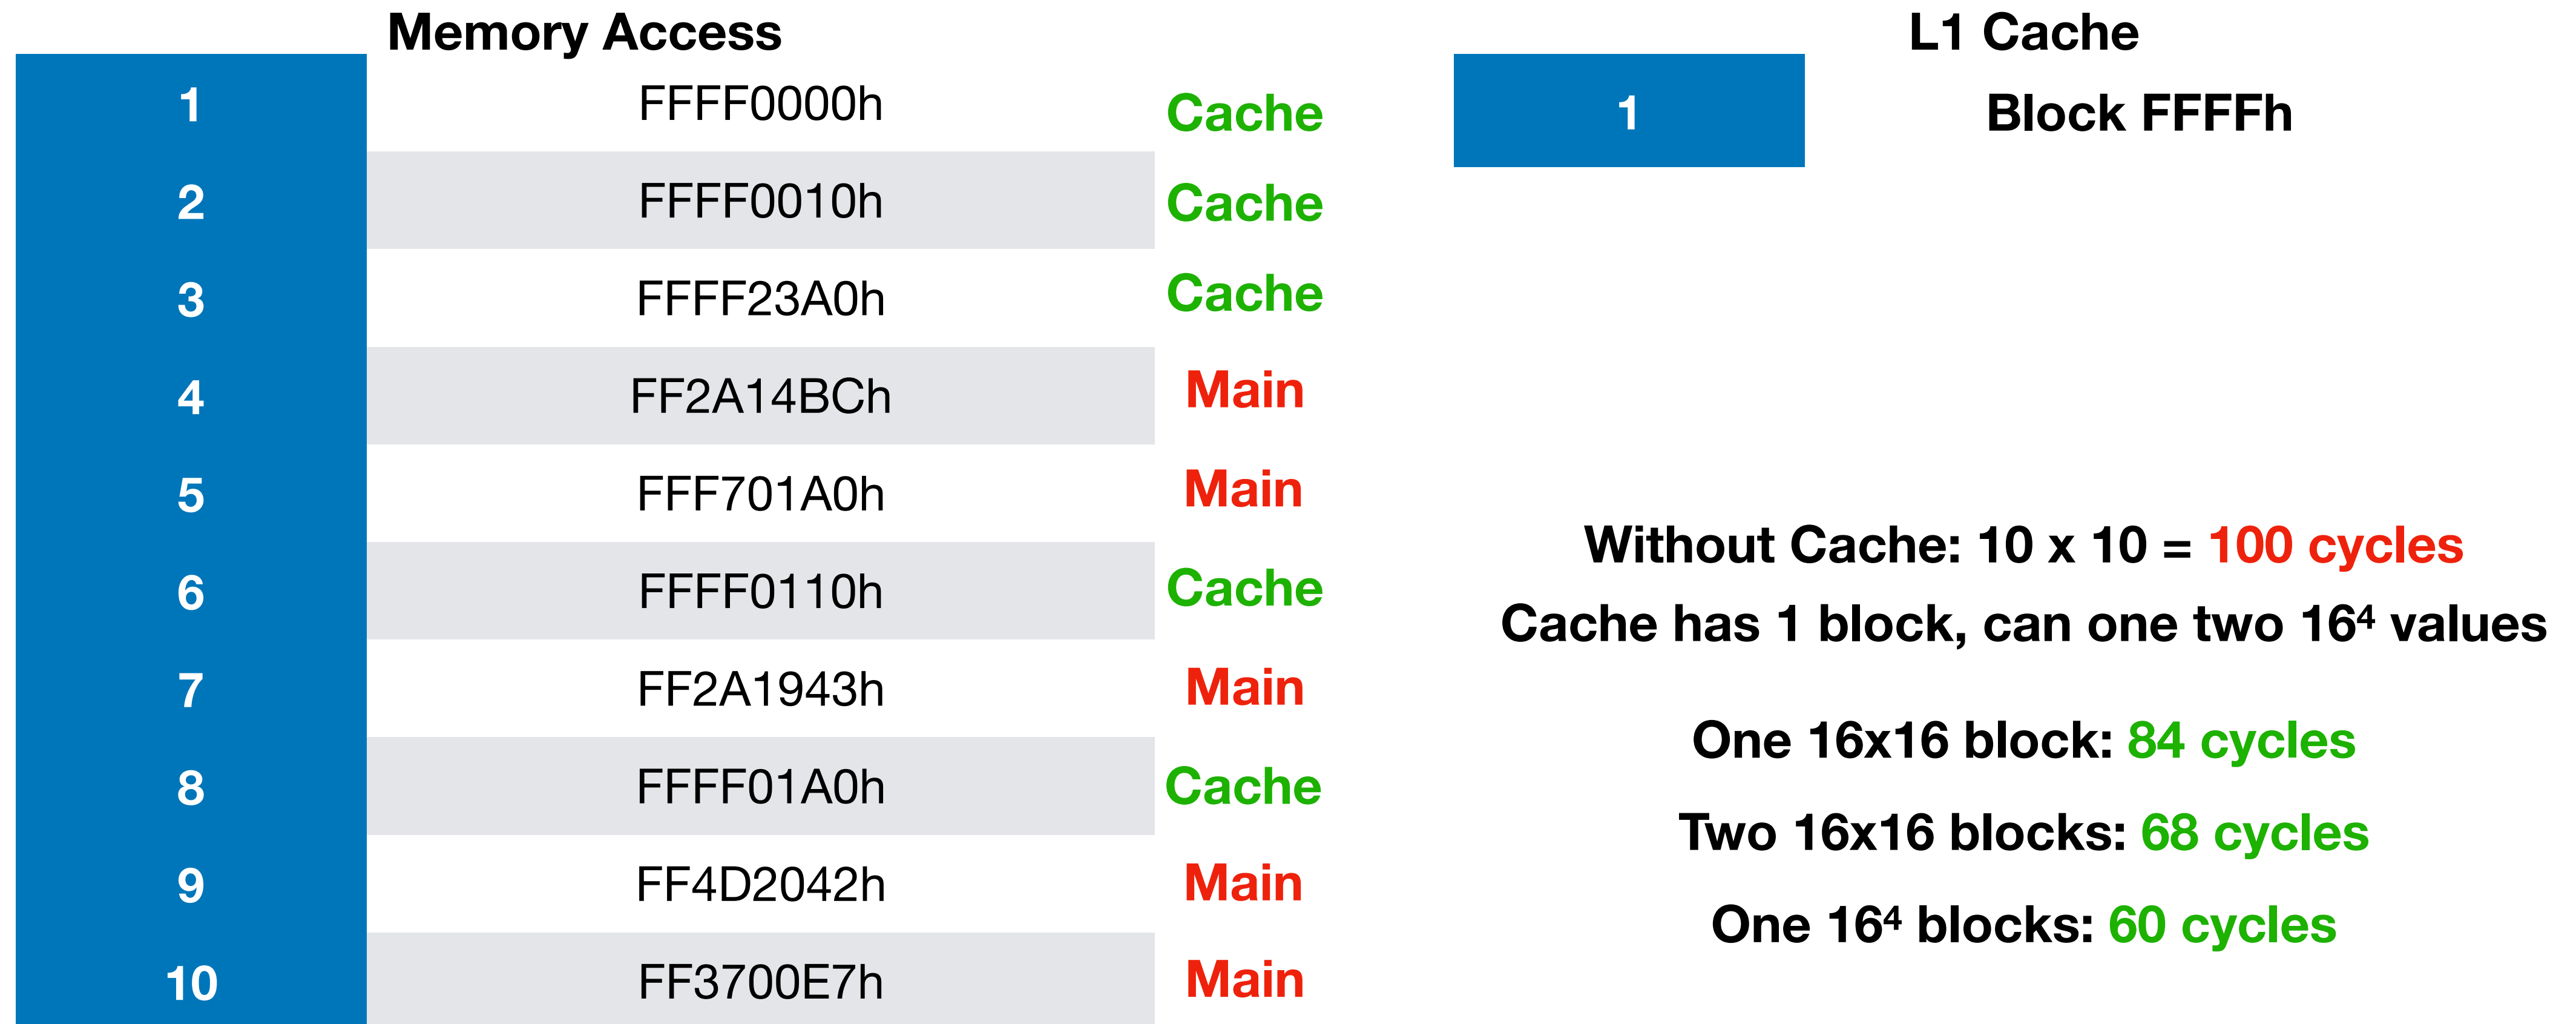 Memory Access
1 FFFF0000h Cache
2 FFFF0010h Cache
3 FFFF23A0h Cache
4 FF2A14BCh Main
5 FFF701A0h Main
6 FFFF0110h Cache
7 FF2A1943h Main
8 FFFF01A0h Cache
9 FF4D2042h Main
10 FF3700E7h Main
L1 Cache
1 Block FFFFh
Without Cache: 10 x 10 = 100 cycles
Cache has 1 block, can one two 16⁴ values
One 16x16 block: 84 cycles
Two 16x16 blocks: 68 cycles
One 16⁴ blocks: 60 cycles